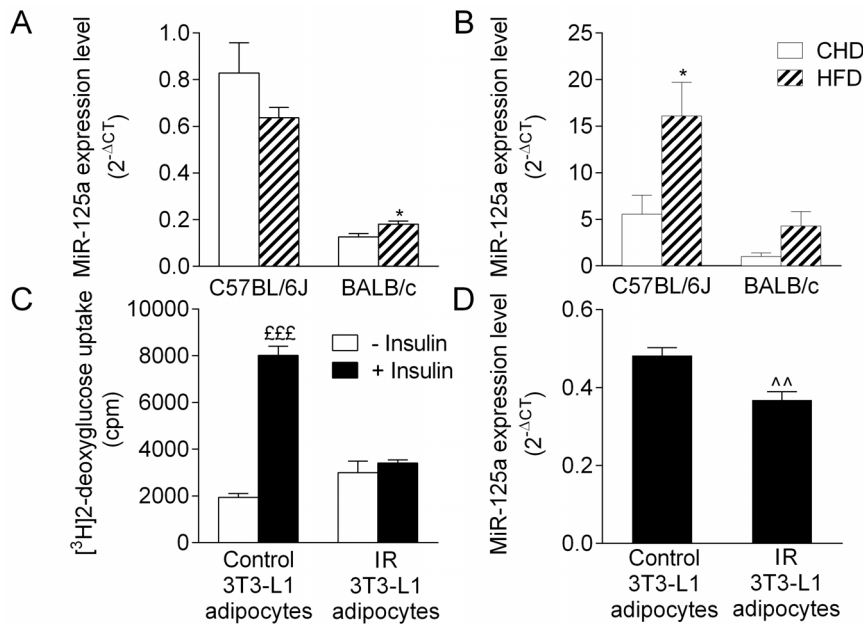 A
MiR-125a expression level
(2^-ΔCT)
1.0
0.8
0.6
0.4
0.2
0.0
*
C57BL/6J
BALB/c
B
MiR-125a expression level
(2^-ΔCT)
25
20
15
10
5
0
*
CHD
HFD
C57BL/6J
BALB/c
C
[³H]2-deoxyglucose uptake
(cpm)
10000
8000
6000
4000
2000
0
£££
- Insulin
+ Insulin
Control
3T3-L1
adipocytes
IR
3T3-L1
adipocytes
D
MiR-125a expression level
(2^-ΔCT)
0.6
0.4
0.2
0.0
^^
Control
3T3-L1
adipocytes
IR
3T3-L1
adipocytes